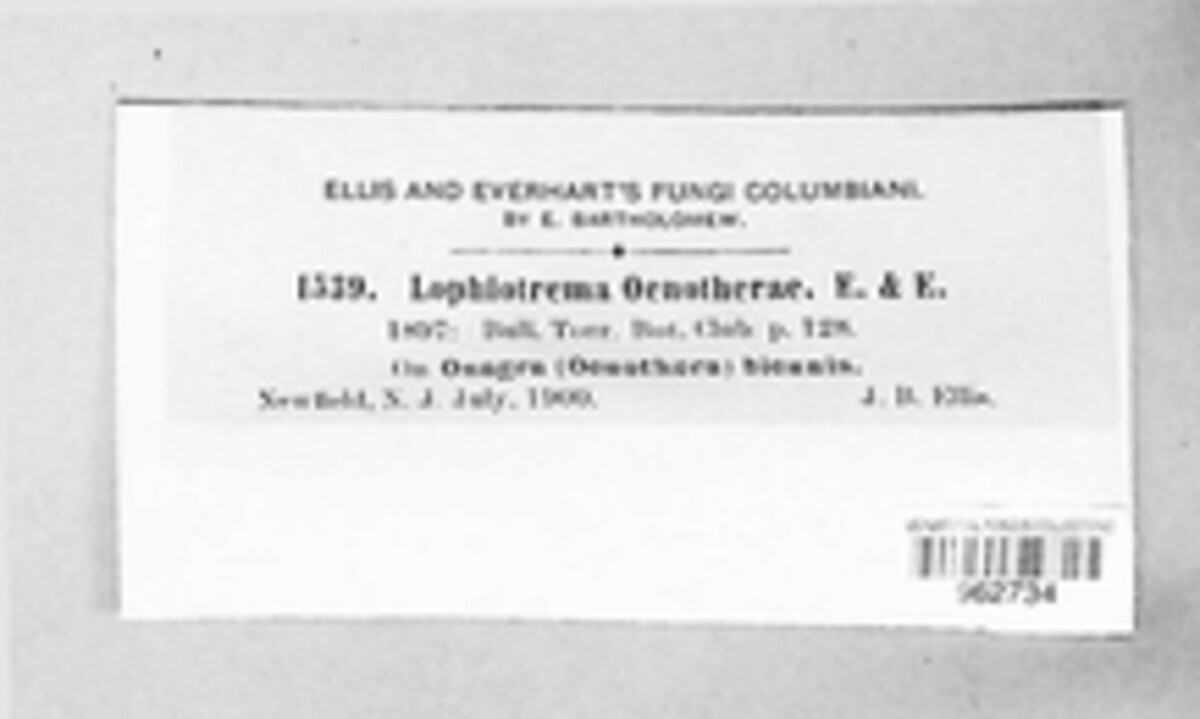 ELLIS AND EVERHART'S FUNGI COLUMBIANI.
BY E. BARTHOLOMEW.
Lophiotrema Oenotherae. E. & E.
1897: Bull. Torr. Bot. Club p. 128.
On Onagra (Oenothera) biennis.
Newfield, N. J. July, 1900.
J. B. Ellis.
962734